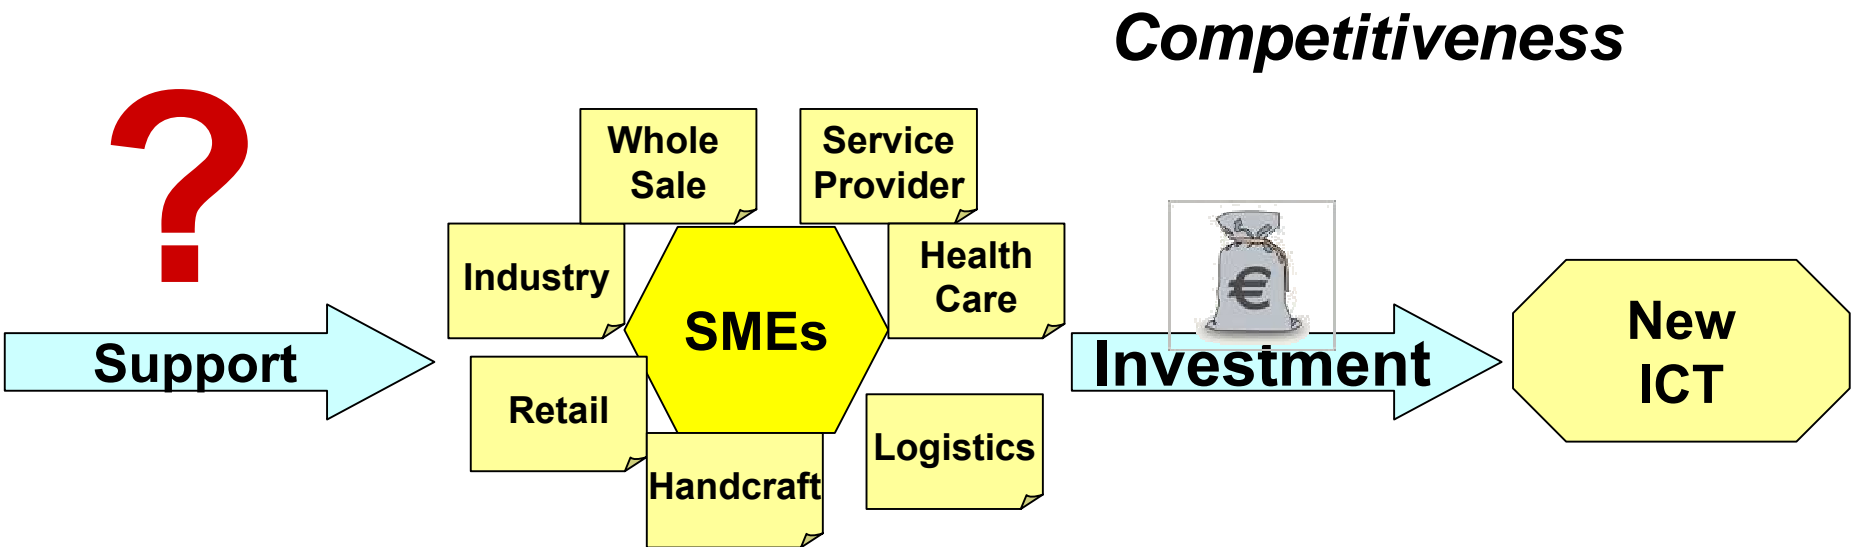 Competitiveness
?
Whole
Sale
Service
Provider
Industry
Health
Care
SMEs
Support
€
Investment
New
ICT
Retail
Logistics
Handcraft